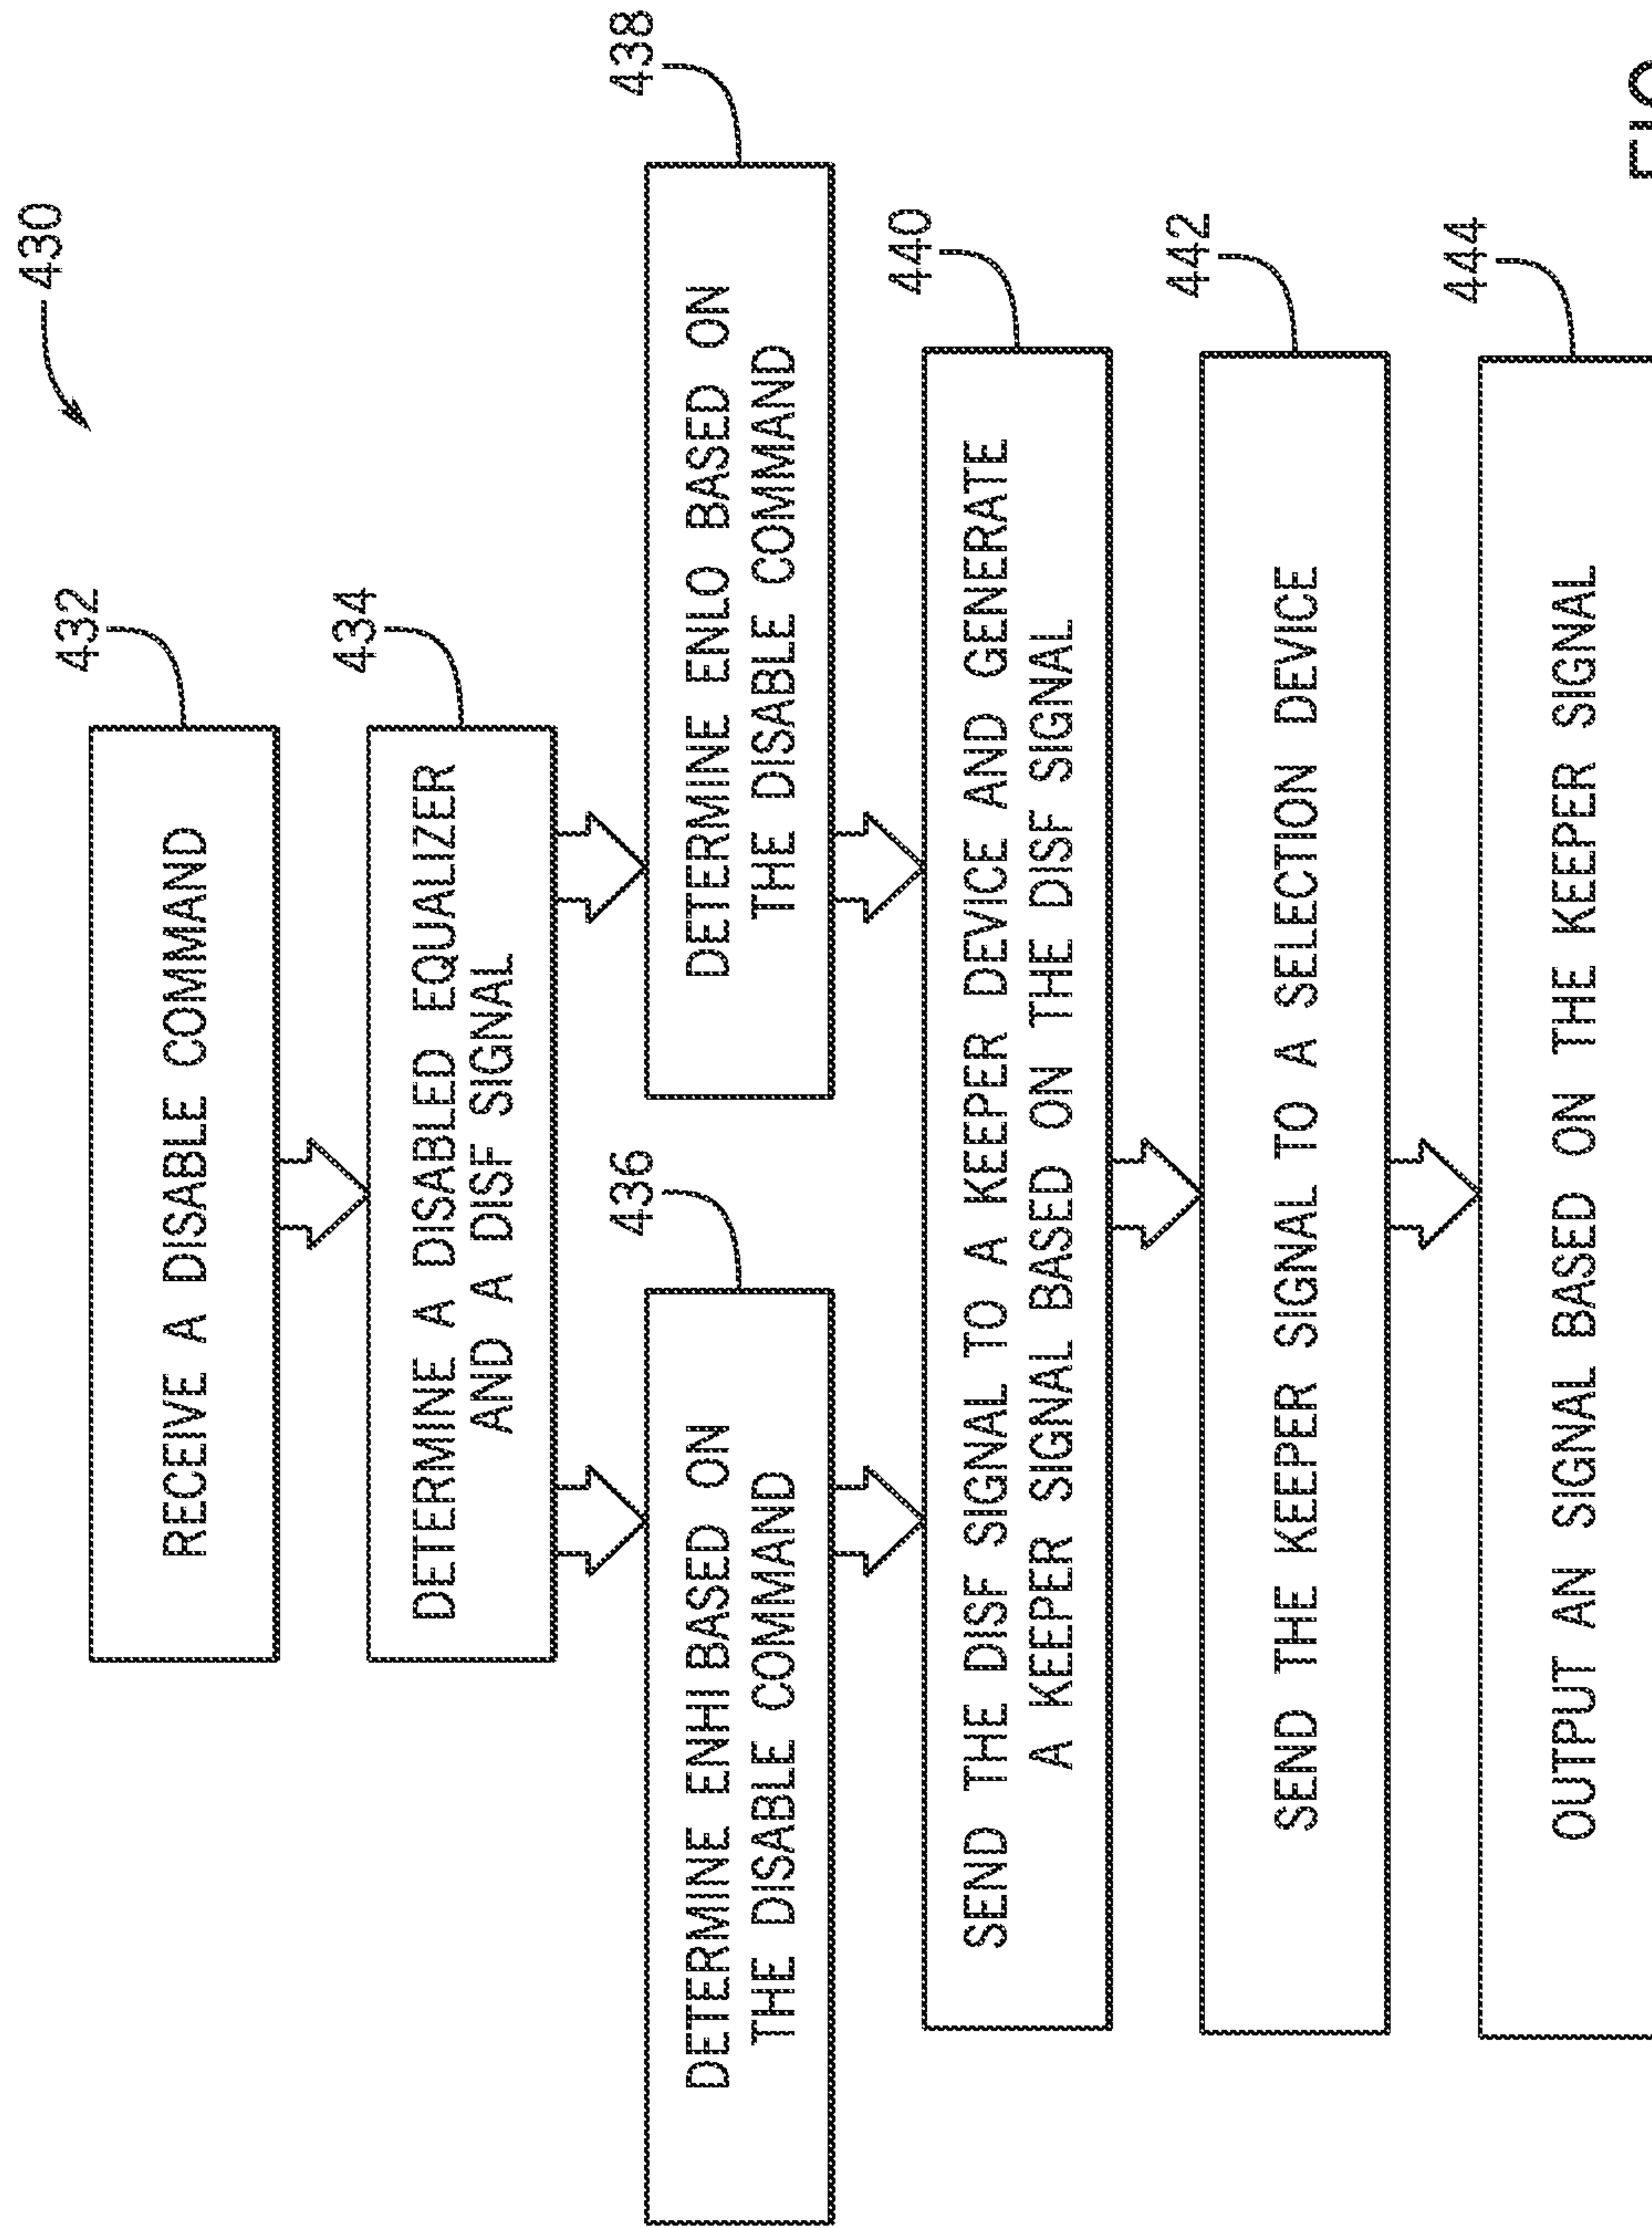 430
432
RECEIVE A DISABLE COMMAND
434
DETERMINE A DISABLED EQUALIZER
AND A DISF SIGNAL
436
DETERMINE ENHI BASED ON
THE DISABLE COMMAND
438
DETERMINE ENLO BASED ON
THE DISABLE COMMAND
440
SEND THE DISF SIGNAL TO A KEEPER DEVICE AND GENERATE
A KEEPER SIGNAL BASED ON THE DISF SIGNAL
442
SEND THE KEEPER SIGNAL TO A SELECTION DEVICE
444
OUTPUT AN SIGNAL BASED ON THE KEEPER SIGNAL